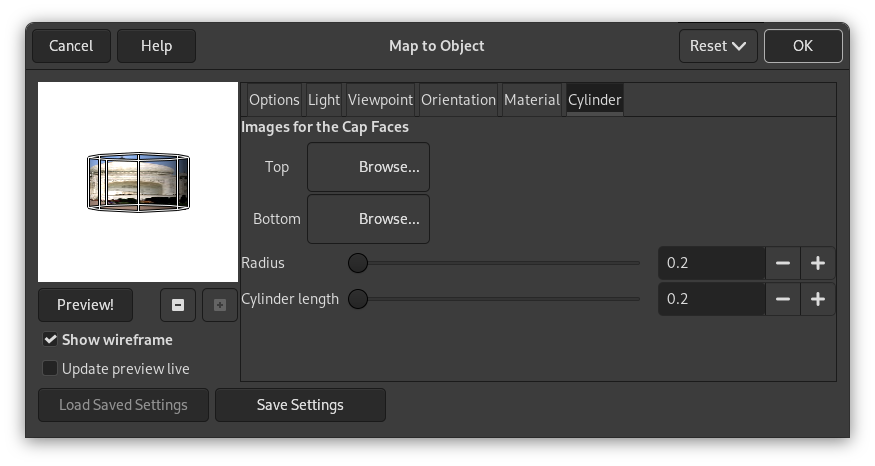 Cancel Help Map to Object Reset OK
Options Light Viewpoint Orientation Material Cylinder
Images for the Cap Faces
Top Browse...
Bottom Browse...
Radius 0.2
Cylinder length 0.2
Preview!
Show wireframe
Update preview live
Load Saved Settings Save Settings